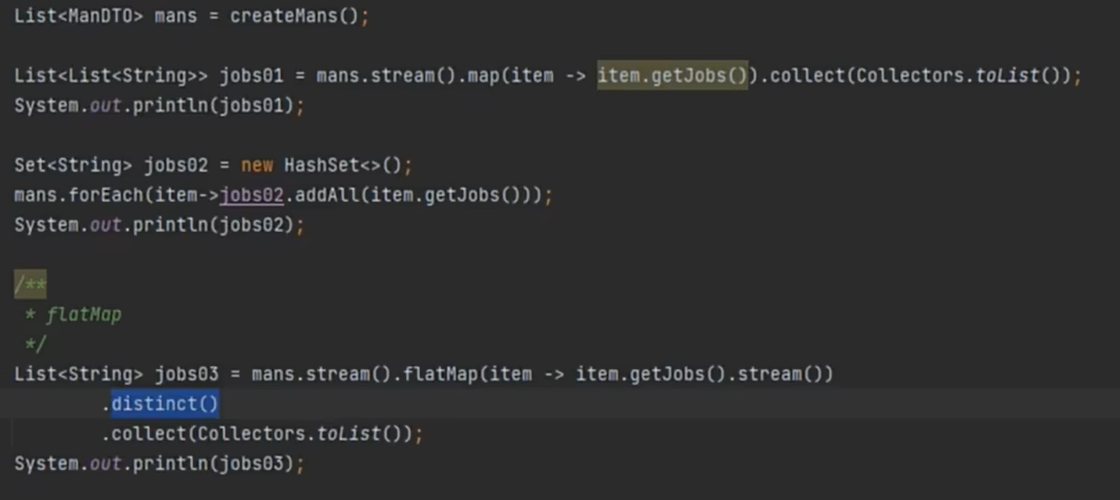 List<ManDTO> mans = createMans();
List<List<String>> jobs01 = mans.stream().map(item -> item.getJobs()).collect(Collectors.toList());
System.out.println(jobs01);
Set<String> jobs02 = new HashSet<>();
mans.forEach(item->jobs02.addAll(item.getJobs()));
System.out.println(jobs02);
/**
 * flatMap
 */
List<String> jobs03 = mans.stream().flatMap(item -> item.getJobs().stream())
        .distinct()
        .collect(Collectors.toList());
System.out.println(jobs03);